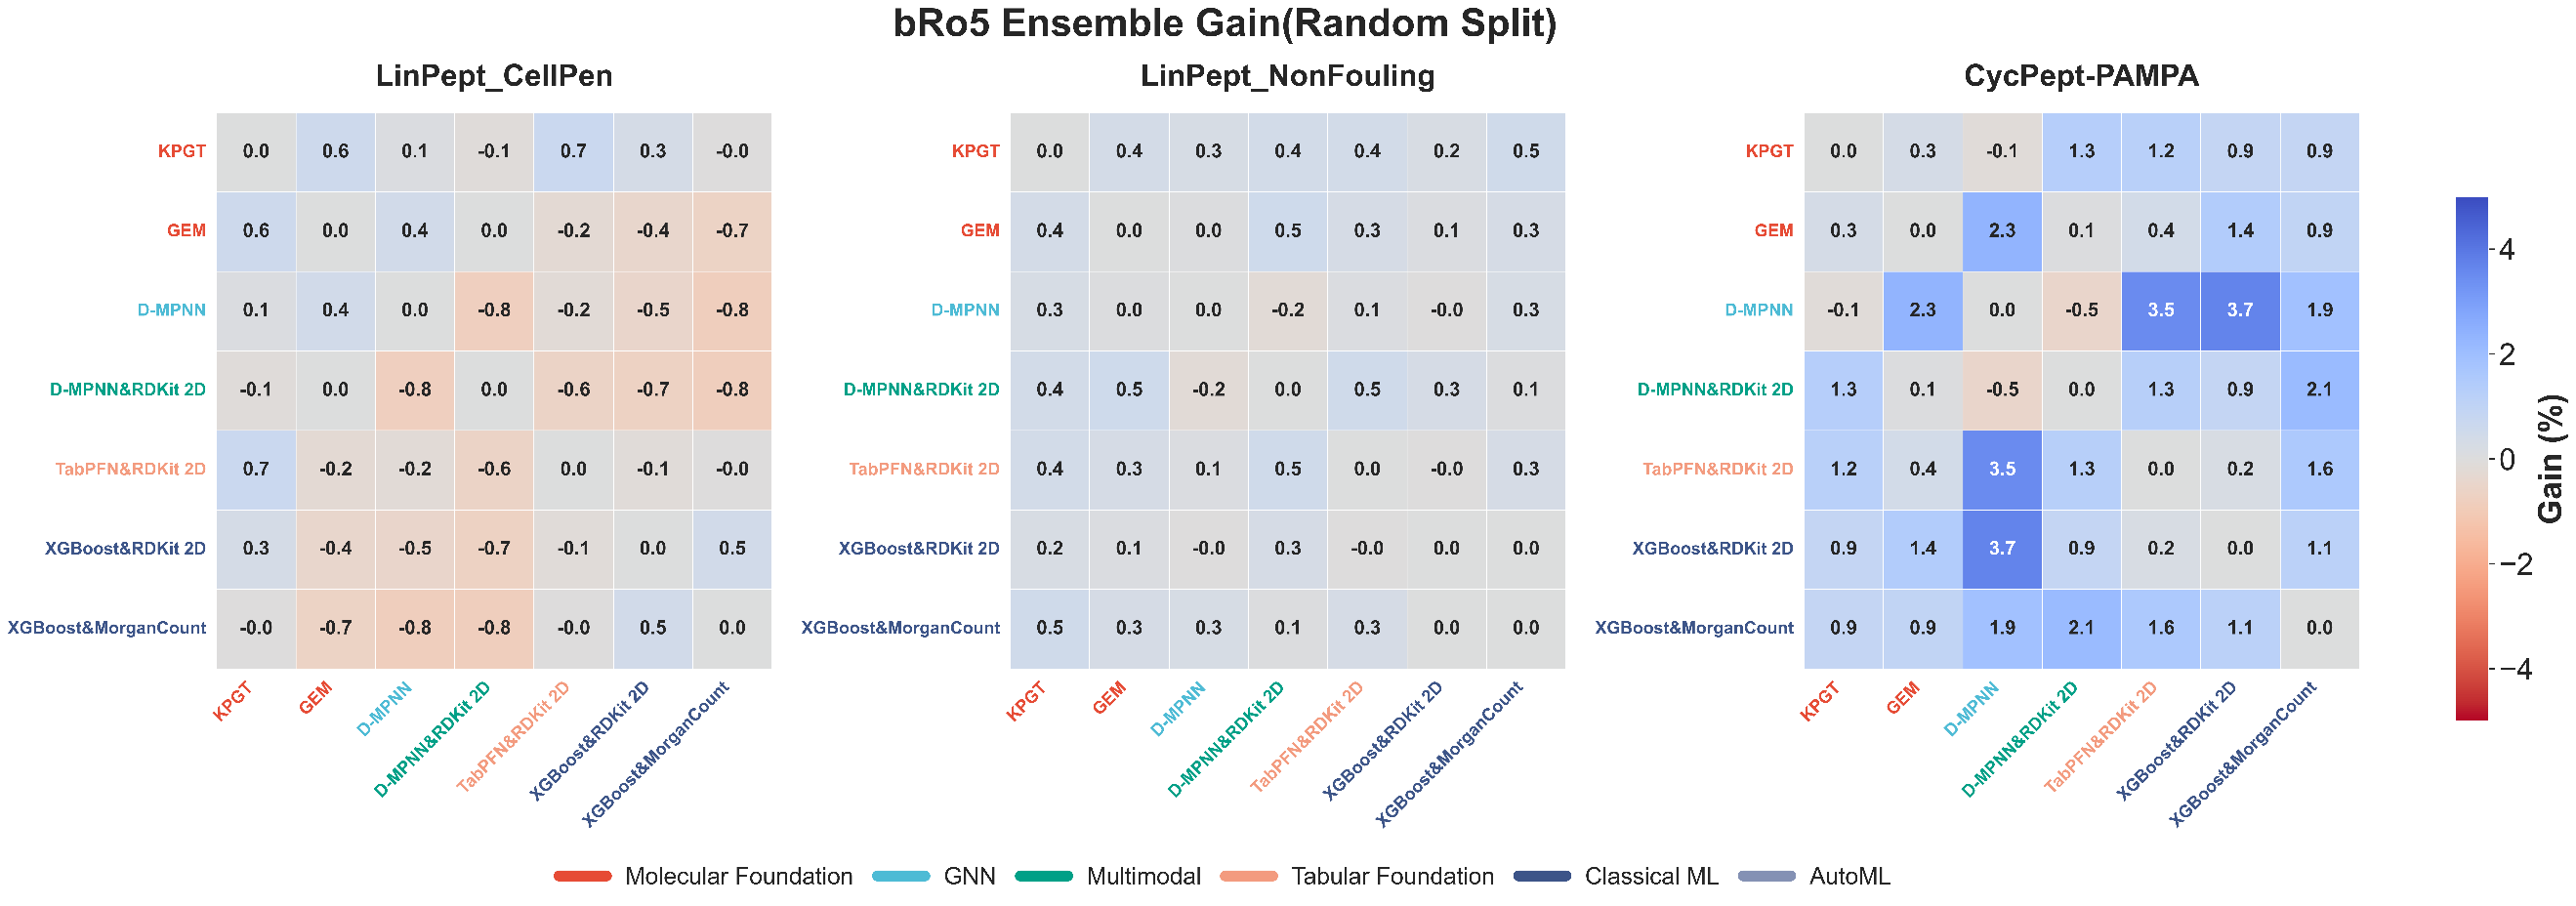 bRo5 Ensemble Gain(Random Split)
LinPept_CellPen
KPGT 0.0 0.6 0.1 -0.1 0.7 0.3 -0.0
GEM 0.6 0.0 0.4 0.0 -0.2 -0.4 -0.7
D-MPNN 0.1 0.4 0.0 -0.8 -0.2 -0.5 -0.8
D-MPNN&RDKit 2D -0.1 0.0 -0.8 0.0 -0.6 -0.7 -0.8
TabPFN&RDKit 2D 0.7 -0.2 -0.2 -0.6 0.0 -0.1 -0.0
XGBoost&RDKit 2D 0.3 -0.4 -0.5 -0.7 -0.1 0.0 0.5
XGBoost&MorganCount -0.0 -0.7 -0.8 -0.8 -0.0 0.5 0.0
KPGT
GEM
D-MPNN
D-MPNN&RDKit 2D
TabPFN&RDKit 2D
XGBoost&RDKit 2D
XGBoost&MorganCount
LinPept_NonFouling
KPGT 0.0 0.4 0.3 0.4 0.4 0.2 0.5
GEM 0.4 0.0 0.0 0.5 0.3 0.1 0.3
D-MPNN 0.3 0.0 0.0 -0.2 0.1 -0.0 0.3
D-MPNN&RDKit 2D 0.4 0.5 -0.2 0.0 0.5 0.3 0.1
TabPFN&RDKit 2D 0.4 0.3 0.1 0.5 0.0 -0.0 0.3
XGBoost&RDKit 2D 0.2 0.1 -0.0 0.3 -0.0 0.0 0.0
XGBoost&MorganCount 0.5 0.3 0.3 0.1 0.3 0.0 0.0
KPGT
GEM
D-MPNN
D-MPNN&RDKit 2D
TabPFN&RDKit 2D
XGBoost&RDKit 2D
XGBoost&MorganCount
CycPept-PAMPA
KPGT 0.0 0.3 -0.1 1.3 1.2 0.9 0.9
GEM 0.3 0.0 2.3 0.1 0.4 1.4 0.9
D-MPNN -0.1 2.3 0.0 -0.5 3.5 3.7 1.9
D-MPNN&RDKit 2D 1.3 0.1 -0.5 0.0 1.3 0.9 2.1
TabPFN&RDKit 2D 1.2 0.4 3.5 1.3 0.0 0.2 1.6
XGBoost&RDKit 2D 0.9 1.4 3.7 0.9 0.2 0.0 1.1
XGBoost&MorganCount 0.9 0.9 1.9 2.1 1.6 1.1 0.0
KPGT
GEM
D-MPNN
D-MPNN&RDKit 2D
TabPFN&RDKit 2D
XGBoost&RDKit 2D
XGBoost&MorganCount
4
2
0
−2
−4
Gain (%)
Molecular Foundation GNN Multimodal Tabular Foundation Classical ML AutoML